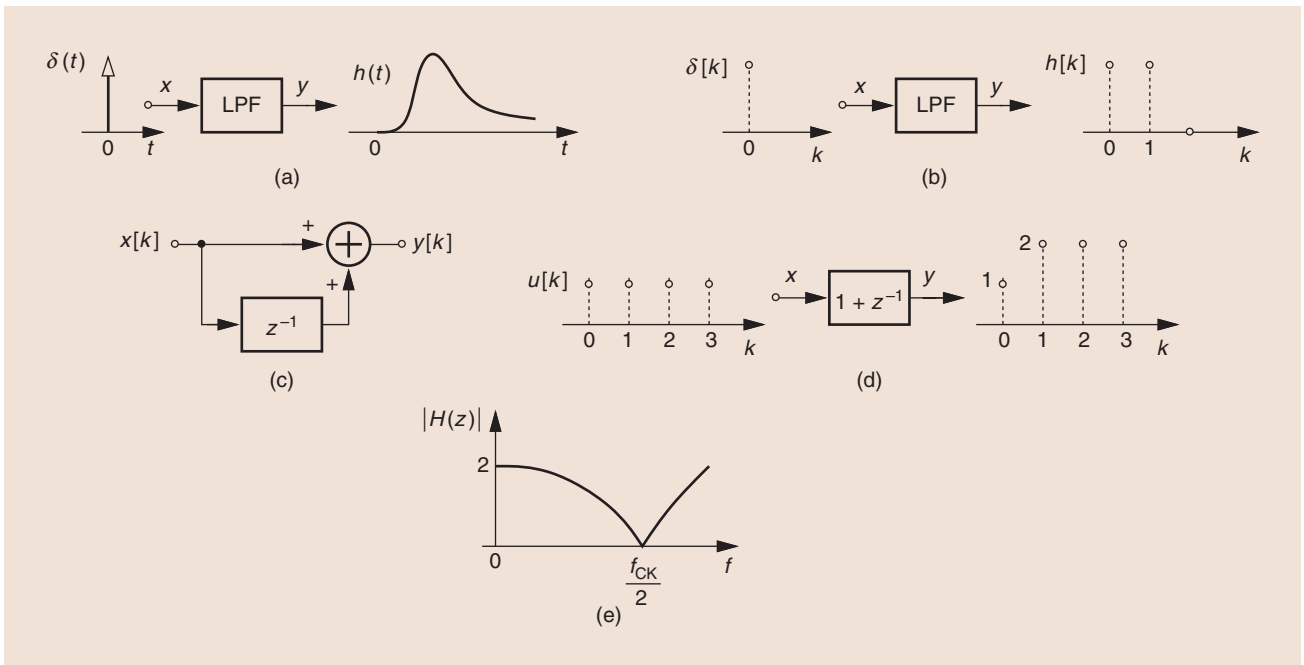 δ(t)
x
LPF
y
h(t)
0
t
0
t
(a)
δ[k]
x
LPF
y
h[k]
0
k
0
1
k
(b)
x[k]
+
+
y[k]
+
z⁻¹
(c)
u[k]
0
1
2
3
k
x
1 + z⁻¹
y
2
1
0
1
2
3
k
(d)
|H(z)|
2
0
f_CK
2
f
(e)